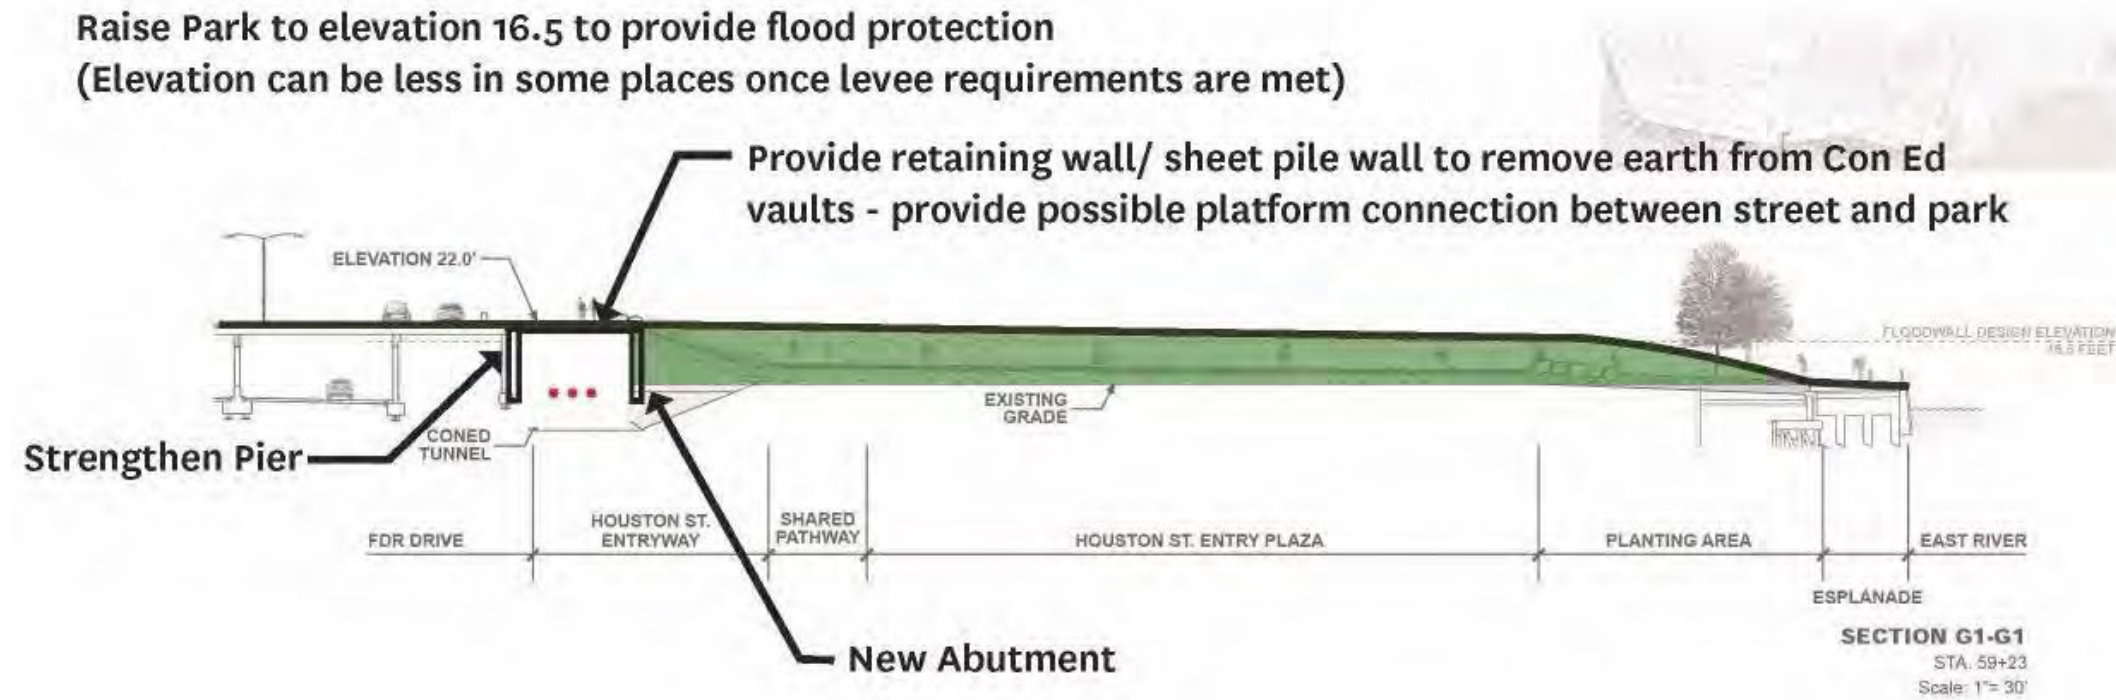 Raise Park to elevation 16.5 to provide flood protection
(Elevation can be less in some places once levee requirements are met)
Provide retaining wall/ sheet pile wall to remove earth from Con Ed
vaults - provide possible platform connection between street and park
ELEVATION 22.0'
FLOODWALL DESIGN ELEVATION
16.5 FEET
EXISTING
GRADE
CONED
TUNNEL
Strengthen Pier
FDR DRIVE
HOUSTON ST.
ENTRYWAY
SHARED
PATHWAY
HOUSTON ST. ENTRY PLAZA
PLANTING AREA
EAST RIVER
ESPLANADE
New Abutment
SECTION G1-G1
STA. 59+23
Scale: 1"= 30'